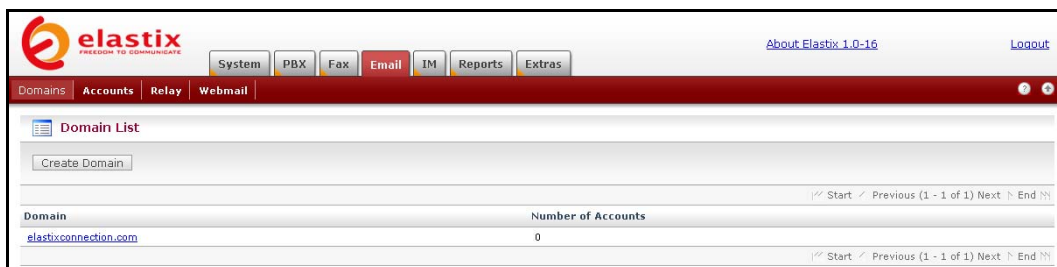 elastix
FREEDOM TO COMMUNICATE
About Elastix 1.0-16 Logout
System PBX Fax Email IM Reports Extras
Domains Accounts Relay Webmail
Domain List
Create Domain
Start Previous (1 - 1 of 1) Next End
Domain Number of Accounts
elastixconnection.com 0
Start Previous (1 - 1 of 1) Next End